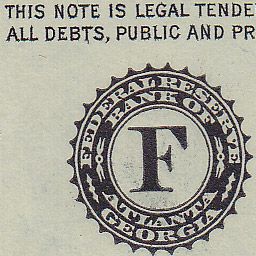 THIS NOTE IS LEGAL TENDE
ALL DEBTS, PUBLIC AND PR
FEDERAL RESERVE
BANK OF
F
ATLANTA
GEORGIA